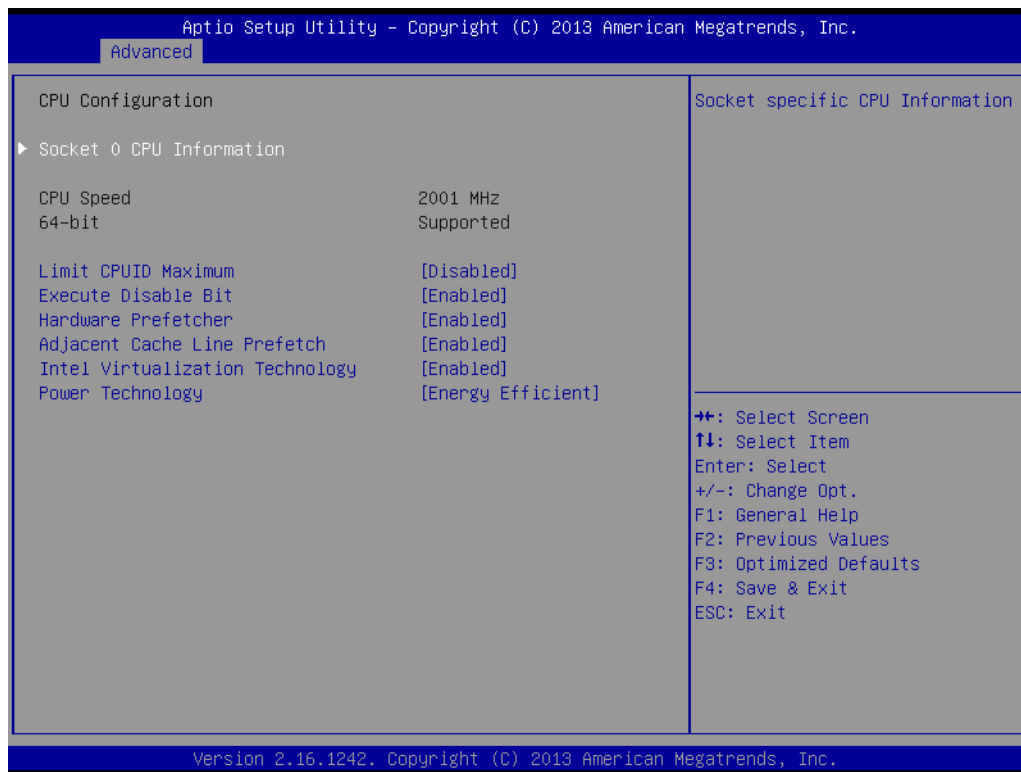 Aptio Setup Utility – Copyright (C) 2013 American Megatrends, Inc.
Advanced
CPU Configuration
Socket 0 CPU Information
CPU Speed 2001 MHz
64-bit Supported
Limit CPUID Maximum [Disabled]
Execute Disable Bit [Enabled]
Hardware Prefetcher [Enabled]
Adjacent Cache Line Prefetch [Enabled]
Intel Virtualization Technology [Enabled]
Power Technology [Energy Efficient]
Socket specific CPU Information
→←: Select Screen
↑↓: Select Item
Enter: Select
+/-: Change Opt.
F1: General Help
F2: Previous Values
F3: Optimized Defaults
F4: Save & Exit
ESC: Exit
Version 2.16.1242. Copyright (C) 2013 American Megatrends, Inc.